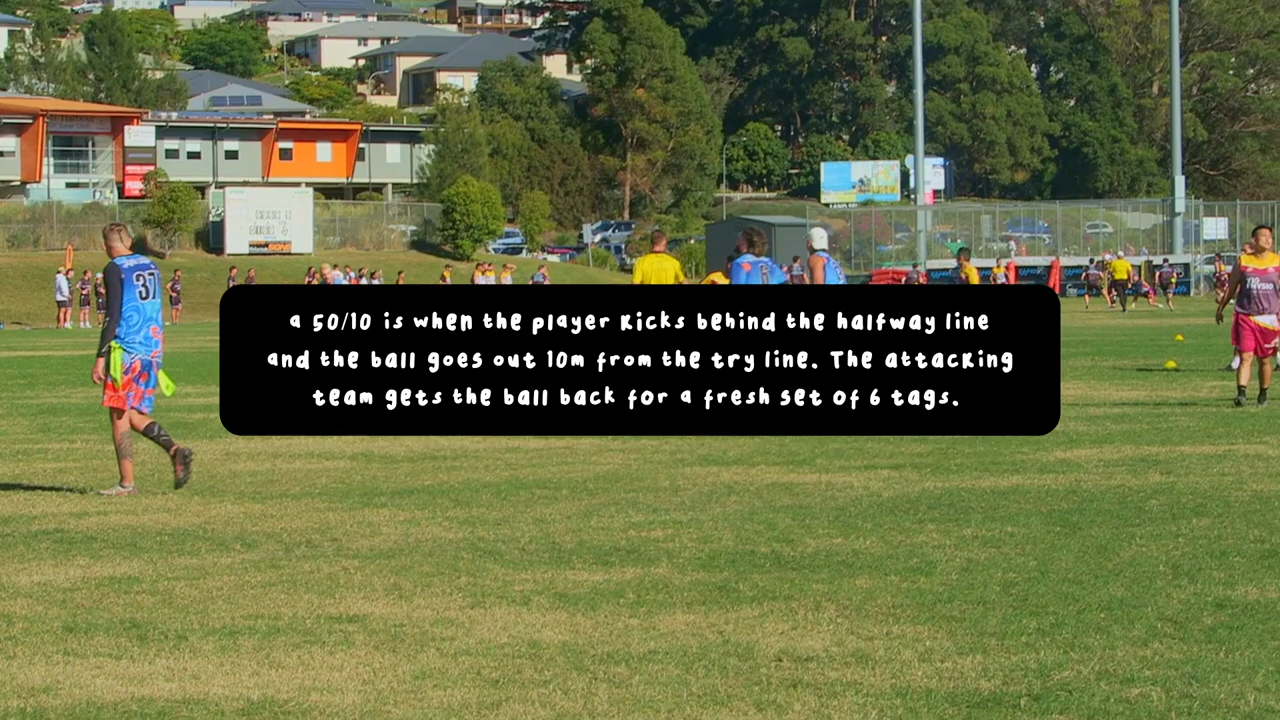 37
a 50/10 is when the player kicks behind the halfway line
and the ball goes out 10m from the try line. The attacking
team gets the ball back for a fresh set of 6 tags.